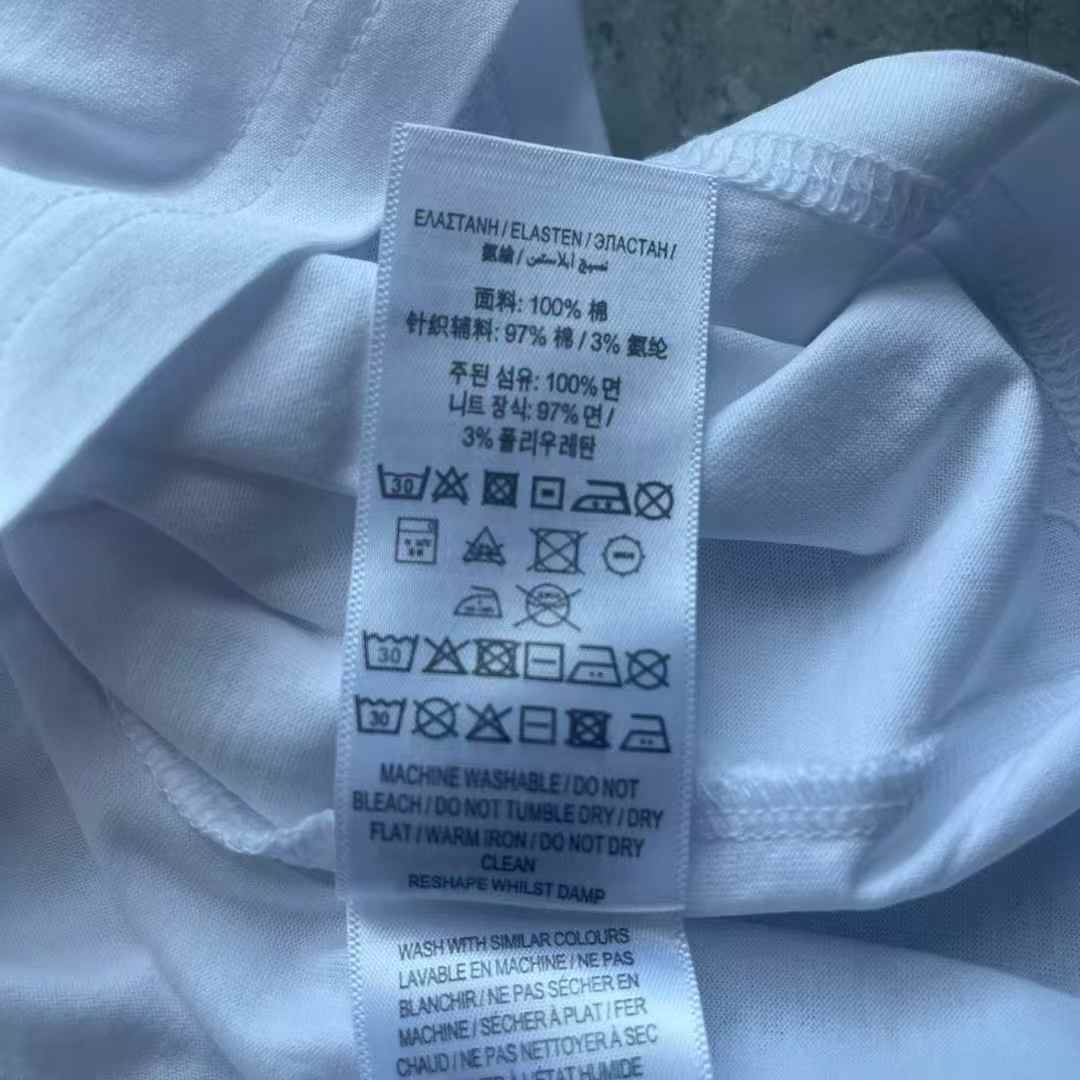 ΕΛΑΣΤΑΝΗ / ELASTEN / ЭЛАСТАН /
氨綸 / نسيج إيلاستين
面料: 100% 棉
针织辅料: 97% 棉 / 3% 氨纶
주된 섬유: 100% 면
니트 장식: 97% 면 /
3% 폴리우레탄
30
30
30
MACHINE WASHABLE / DO NOT
BLEACH / DO NOT TUMBLE DRY / DRY
FLAT / WARM IRON / DO NOT DRY
CLEAN
RESHAPE WHILST DAMP
WASH WITH SIMILAR COLOURS
LAVABLE EN MACHINE / NE PAS
BLANCHIR / NE PAS SÉCHER EN
MACHINE / SÉCHER À PLAT / FER
CHAUD / NE PAS NETTOYER À SEC
À L'ÉTAT HUMIDE